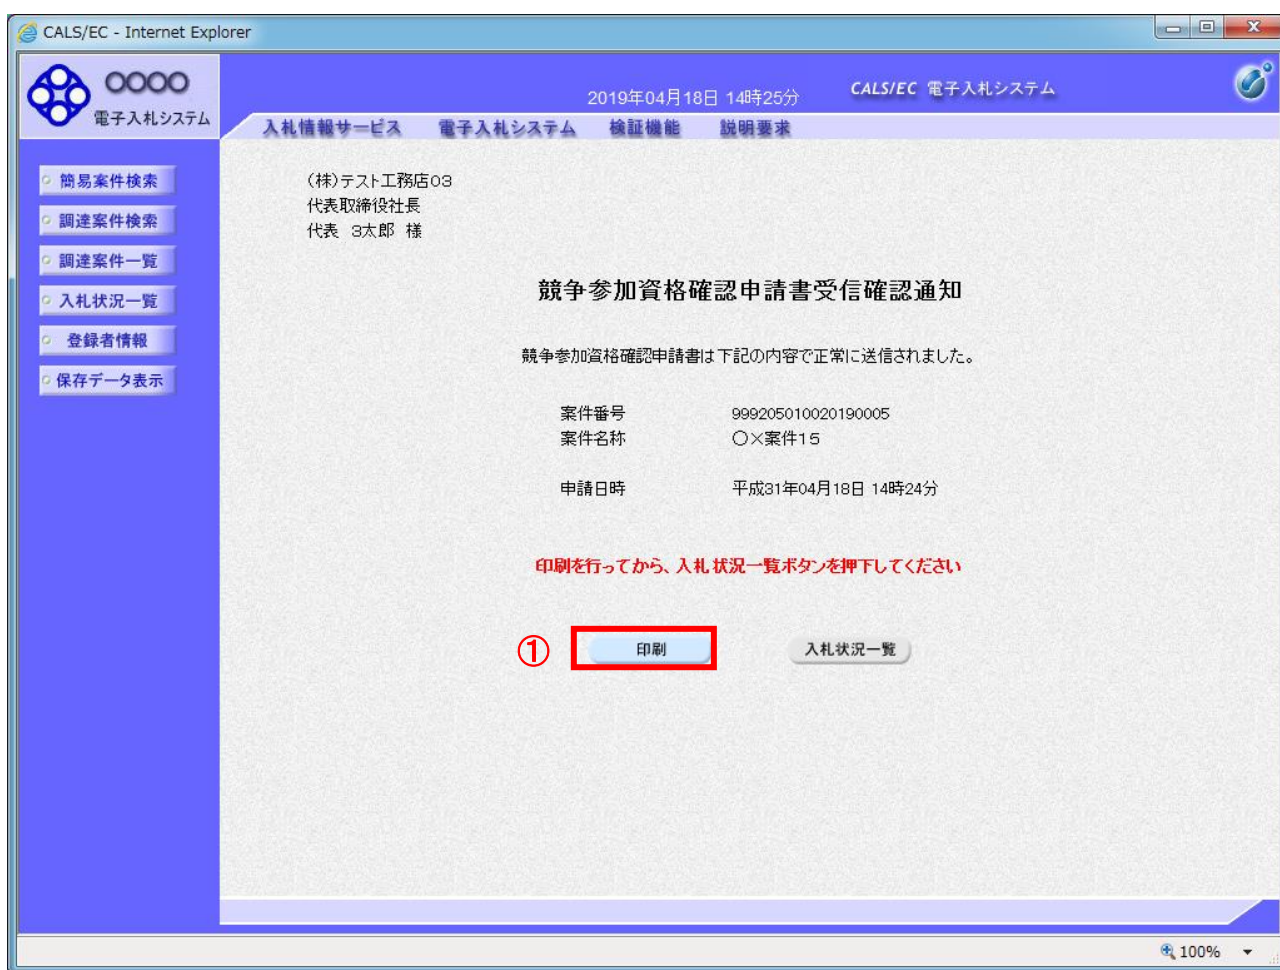 CALS/EC - Internet Explorer
〇〇〇〇
電子入札システム
2019年04月18日 14時25分
CALS/EC 電子入札システム
入札情報サービス 電子入札システム 検証機能 説明要求
簡易案件検索
調達案件検索
調達案件一覧
入札状況一覧
登録者情報
保存データ表示
(株)テスト工務店03
代表取締役社長
代表 3太郎 様
競争参加資格確認申請書受信確認通知
競争参加資格確認申請書は下記の内容で正常に送信されました。
案件番号 999205010020190005
案件名称 〇×案件15
申請日時 平成31年04月18日 14時24分
印刷を行ってから、入札状況一覧ボタンを押下してください
① 印刷 入札状況一覧
100%